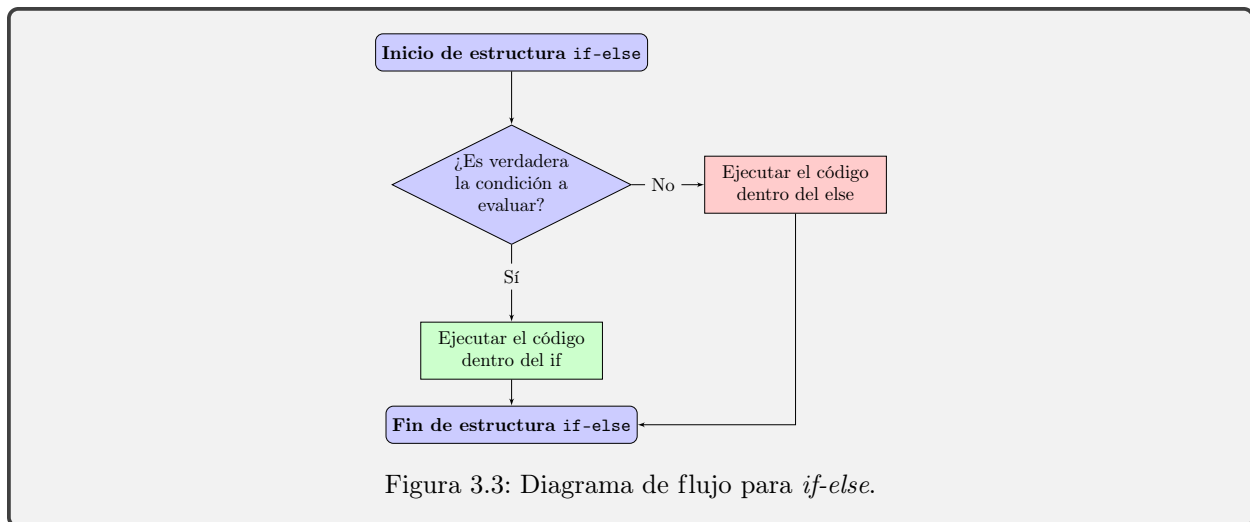 Inicio de estructura if-else
¿Es verdadera
la condición a
evaluar?
No
Ejecutar el código
dentro del else
Sí
Ejecutar el código
dentro del if
Fin de estructura if-else
Figura 3.3: Diagrama de flujo para if-else.